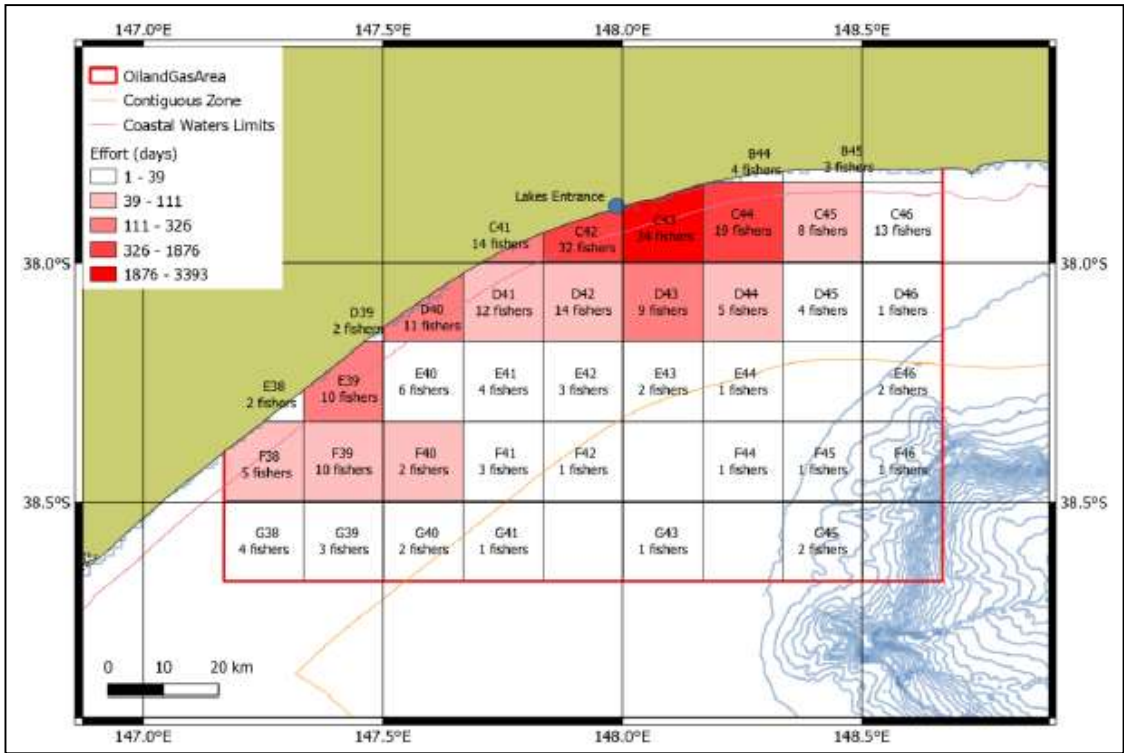 147.0°E 147.5°E 148.0°E 148.5°E
OilandGasArea
Contiguous Zone
Coastal Waters Limits
Effort (days)
1 - 39
39 - 111
111 - 326
326 - 1876
1876 - 3393
B44
4 fishers
B45
3 fishers
Lakes Entrance
C41
14 fishers
C42
32 fishers
C43
fishers
C44
19 fishers
C45
8 fishers
C46
13 fishers
38.0°S 38.0°S
D39
2 fishers
D40
11 fishers
D41
12 fishers
D42
14 fishers
D43
9 fishers
D44
5 fishers
D45
4 fishers
D46
1 fishers
E38
2 fishers
E39
10 fishers
E40
6 fishers
E41
4 fishers
E42
3 fishers
E43
2 fishers
E44
1 fishers
E46
2 fishers
F38
5 fishers
F39
10 fishers
F40
2 fishers
F41
3 fishers
F42
1 fishers
F44
1 fishers
F45
1 fishers
F46
1 fishers
38.5°S 38.5°S
G38
4 fishers
G39
3 fishers
G40
2 fishers
G41
1 fishers
G43
1 fishers
G45
2 fishers
0 10 20 km
147.0°E 147.5°E 148.0°E 148.5°E